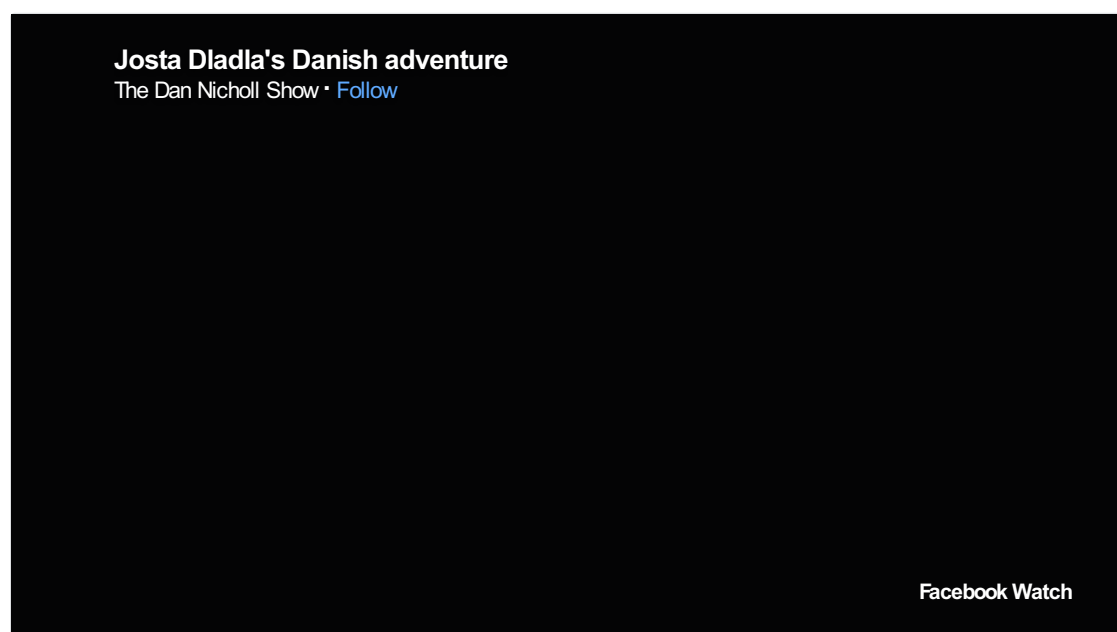 Josta Dladla's Danish adventure
The Dan Nicholl Show · Follow
Facebook Watch